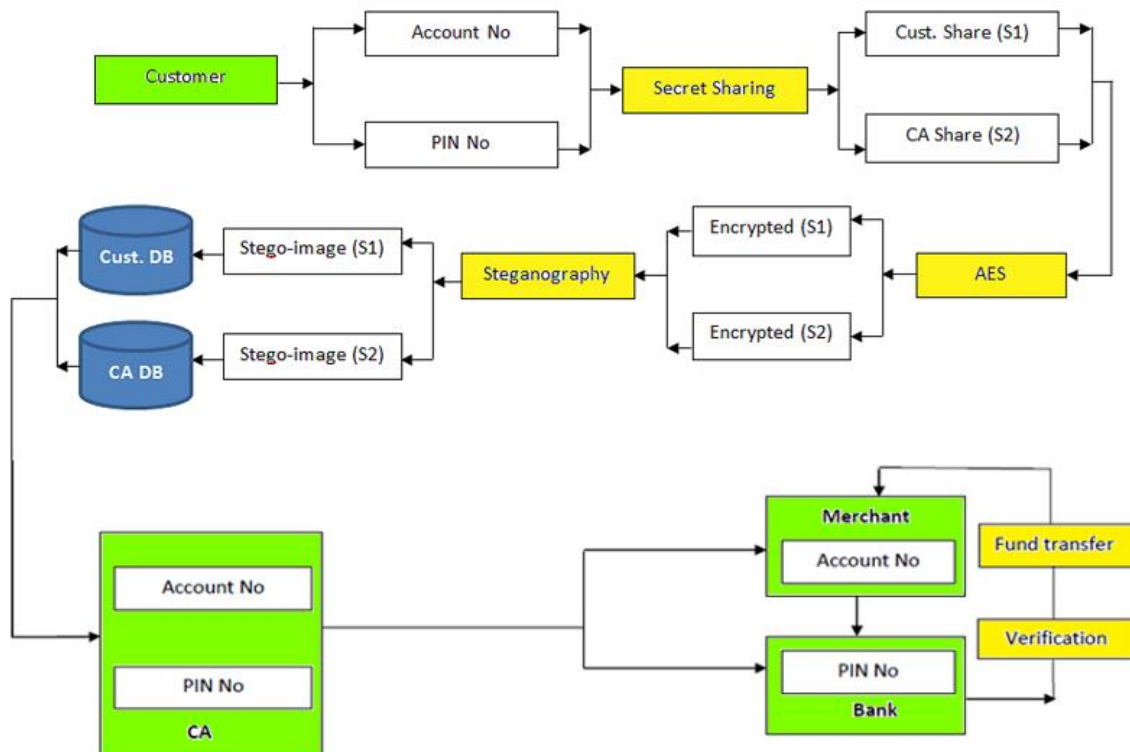 Account No
Cust. Share (S1)
Customer
Secret Sharing
PIN No
CA Share (S2)
Cust. DB
Stego-image (S1)
Encrypted (S1)
Steganography
AES
CA DB
Stego-image (S2)
Encrypted (S2)
Merchant
Account No
Fund transfer
Account No
PIN No
CA
PIN No
Bank
Verification